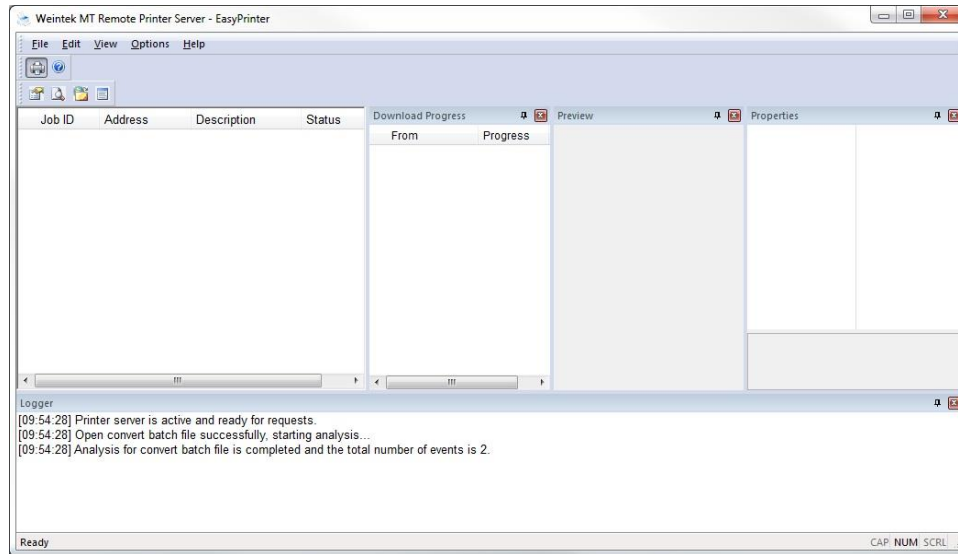 Weintek MT Remote Printer Server - EasyPrinter
File Edit View Options Help
Job ID Address Description Status
Download Progress
From Progress
Preview
Properties
Logger
[09:54:28] Printer server is active and ready for requests.
[09:54:28] Open convert batch file successfully, starting analysis...
[09:54:28] Analysis for convert batch file is completed and the total number of events is 2.
Ready
CAP NUM SCRL